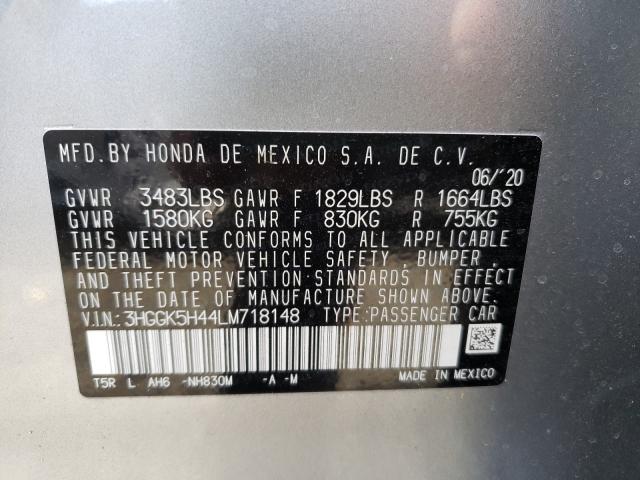 MFD.BY HONDA DE MEXICO S.A. DE C.V.
06/'20
GVWR 3483LBS GAWR F 1829LBS R 1664LBS
GVWR 1580KG GAWR F 830KG R 755KG
THIS VEHICLE CONFORMS TO ALL APPLICABLE
FEDERAL MOTOR VEHICLE SAFETY , BUMPER ,
AND THEFT PREVENTION STANDARDS IN EFFECT
ON THE DATE OF MANUFACTURE SHOWN ABOVE.
V.I.N.: 3HGGK5H44LM718148 TYPE:PASSENGER CAR
T5R L AH6 -NH830M -A -M MADE IN MEXICO